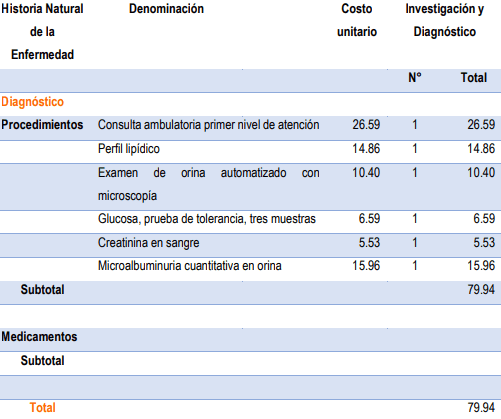 Historia Natural Denominación Costo Investigación y
de la unitario Diagnóstico
Enfermedad
N° Total
Diagnóstico
Procedimientos Consulta ambulatoria primer nivel de atención 26.59 1 26.59
Perfil lipídico 14.86 1 14.86
Examen de orina automatizado con 10.40 1 10.40
microscopía
Glucosa, prueba de tolerancia, tres muestras 6.59 1 6.59
Creatinina en sangre 5.53 1 5.53
Microalbuminuria cuantitativa en orina 15.96 1 15.96
Subtotal 79.94
Medicamentos
Subtotal
Total 79.94